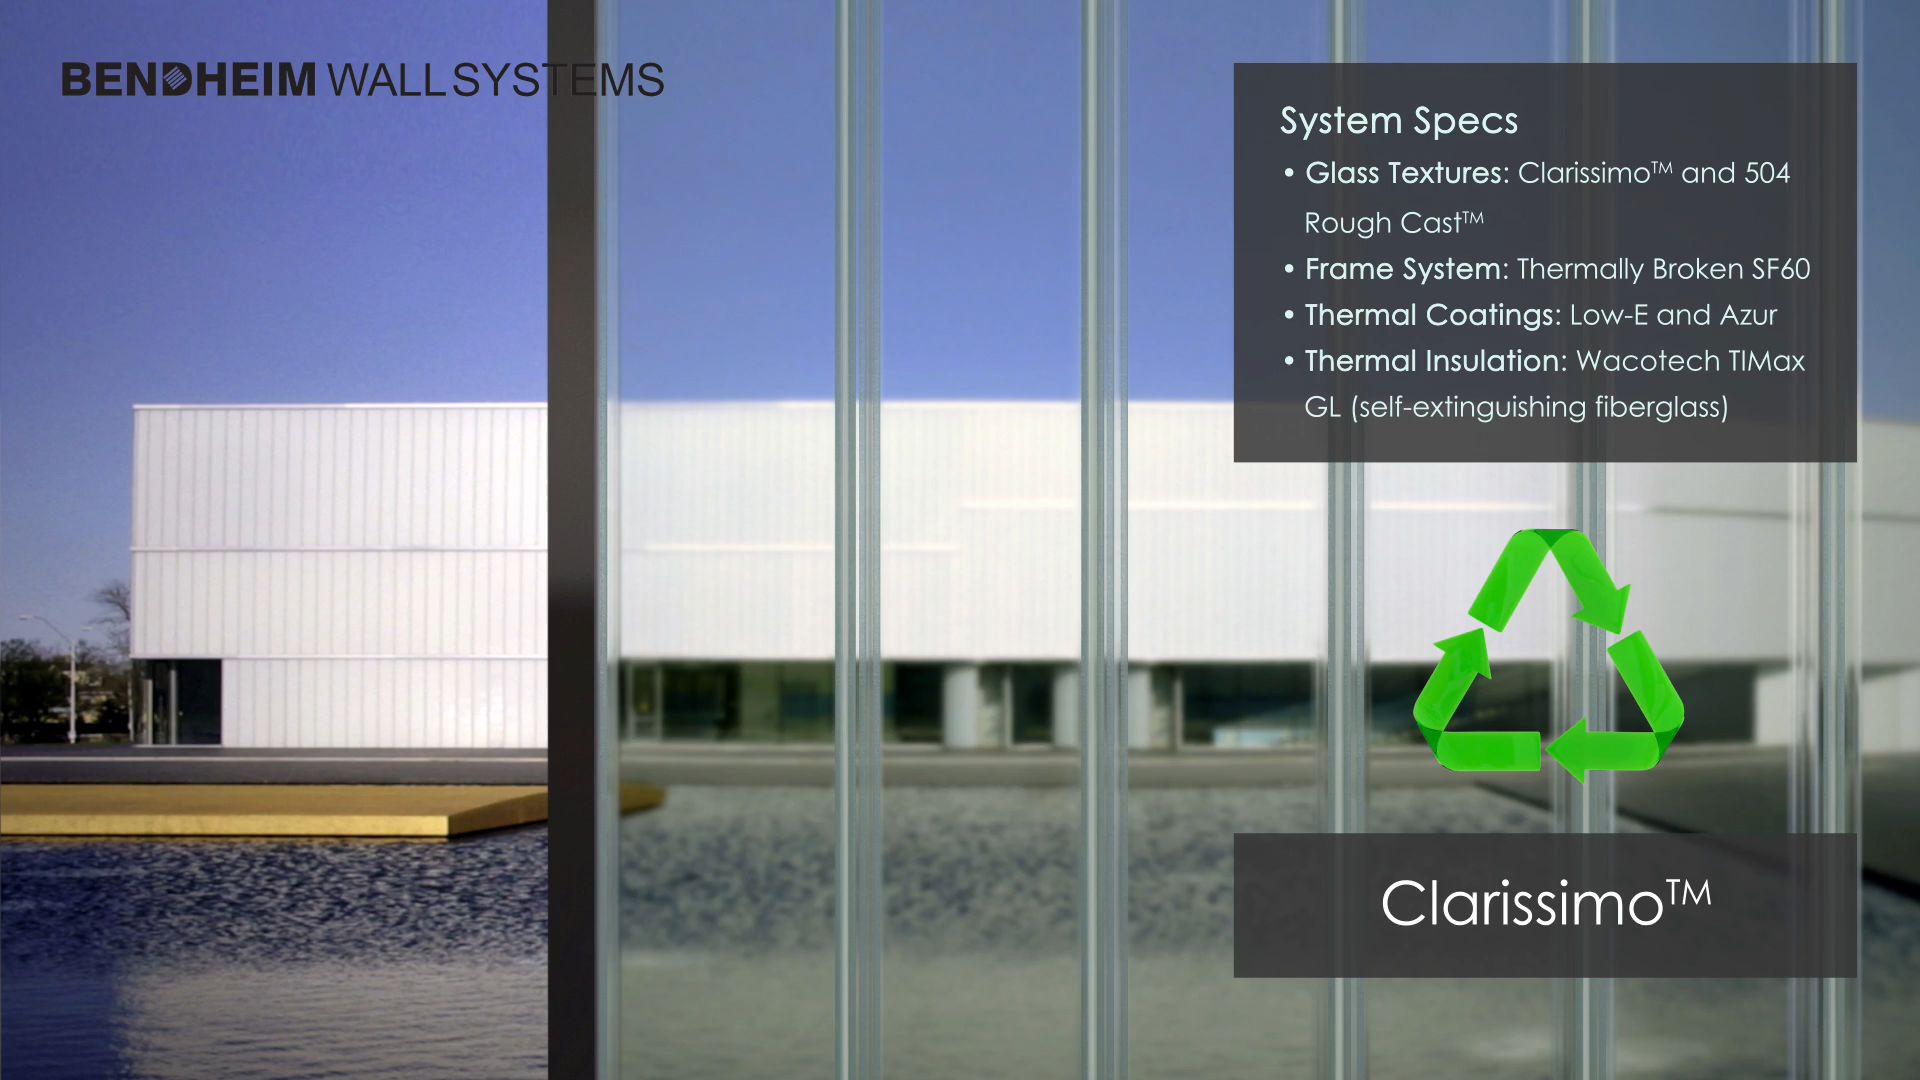 BENDHEIM WALL SYSTEMS
System Specs
• Glass Textures: Clarissimo™ and 504
Rough Cast™
• Frame System: Thermally Broken SF60
• Thermal Coatings: Low-E and Azur
• Thermal Insulation: Wacotech TIMax
GL (self-extinguishing fiberglass)
Clarissimo™